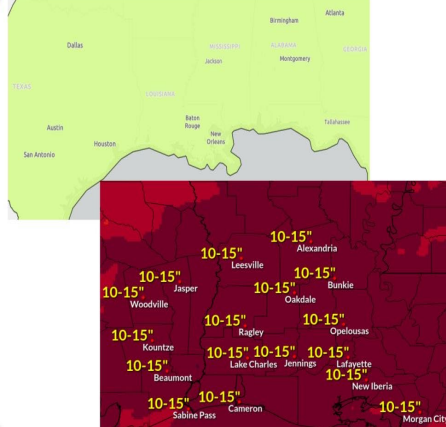 Atlanta
Birmingham
Dallas
MISSISSIPPI
ALABAMA
GEORGIA
Jackson
Montgomery
TEXAS
LOUISIANA
Baton
Rouge
Tallahassee
Austin
New
Orleans
Houston
San Antonio
10-15"
Alexandria
10-15"
Leesville
10-15"
Jasper
10-15"
Bunkie
10-15"
Woodville
10-15"
Oakdale
10-15"
Ragley
10-15"
Opelousas
10-15"
Kountze
10-15"
Lake Charles
10-15"
Jennings
10-15"
Lafayette
10-15"
Beaumont
10-15"
New Iberia
10-15"
Sabine Pass
10-15"
Cameron
10-15"
Morgan City